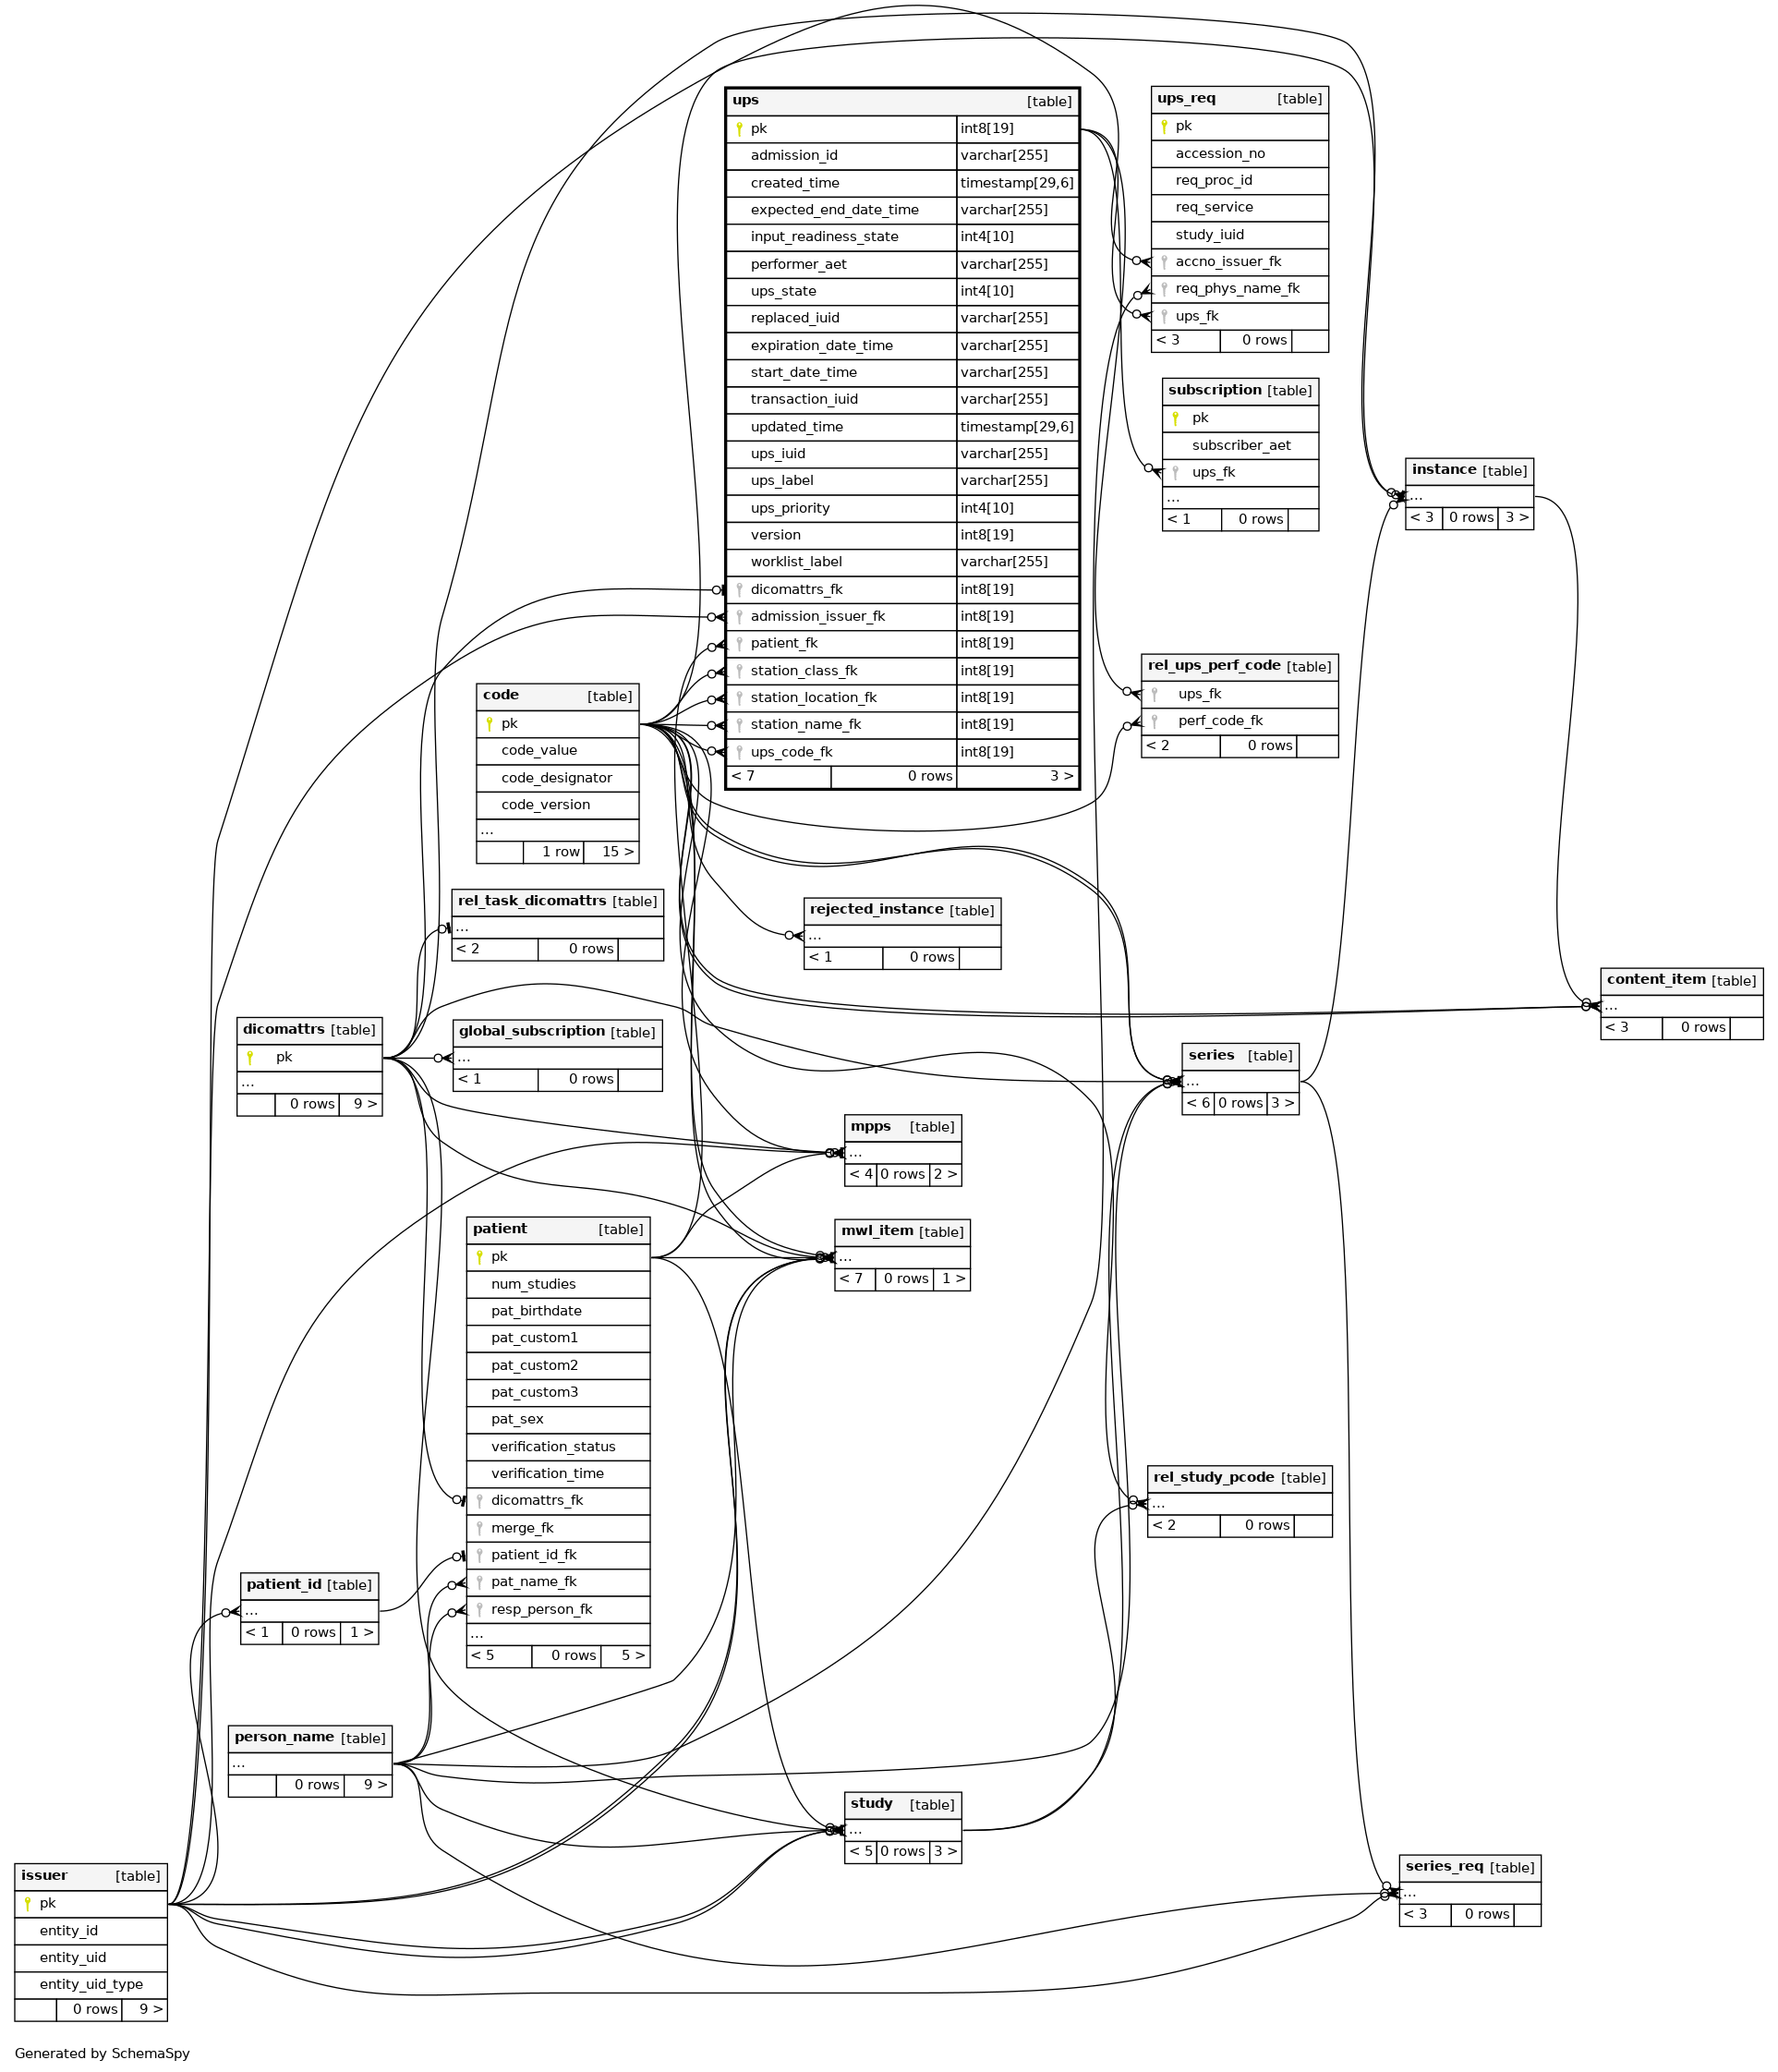 ups [table]
pk int8[19]
admission_id varchar[255]
created_time timestamp[29,6]
expected_end_date_time varchar[255]
input_readiness_state int4[10]
performer_aet varchar[255]
ups_state int4[10]
replaced_iuid varchar[255]
expiration_date_time varchar[255]
start_date_time varchar[255]
transaction_iuid varchar[255]
updated_time timestamp[29,6]
ups_iuid varchar[255]
ups_label varchar[255]
ups_priority int4[10]
version int8[19]
worklist_label varchar[255]
dicomattrs_fk int8[19]
admission_issuer_fk int8[19]
patient_fk int8[19]
station_class_fk int8[19]
station_location_fk int8[19]
station_name_fk int8[19]
ups_code_fk int8[19]
< 7 0 rows 3 >
ups_req [table]
pk
accession_no
req_proc_id
req_service
study_iuid
accno_issuer_fk
req_phys_name_fk
ups_fk
< 3 0 rows
subscription [table]
pk
subscriber_aet
ups_fk
...
< 1 0 rows
instance [table]
...
< 3 0 rows 3 >
rel_ups_perf_code [table]
ups_fk
perf_code_fk
< 2 0 rows
code [table]
pk
code_value
code_designator
code_version
...
1 row 15 >
rel_task_dicomattrs [table]
...
< 2 0 rows
rejected_instance [table]
...
< 1 0 rows
content_item [table]
...
< 3 0 rows
dicomattrs [table]
pk
...
0 rows 9 >
global_subscription [table]
...
< 1 0 rows
series [table]
...
< 6 0 rows 3 >
mpps [table]
...
< 4 0 rows 2 >
patient [table]
pk
num_studies
pat_birthdate
pat_custom1
pat_custom2
pat_custom3
pat_sex
verification_status
verification_time
dicomattrs_fk
merge_fk
patient_id_fk
pat_name_fk
resp_person_fk
...
< 5 0 rows 5 >
mwl_item [table]
...
< 7 0 rows 1 >
rel_study_pcode [table]
...
< 2 0 rows
patient_id [table]
...
< 1 0 rows 1 >
person_name [table]
...
0 rows 9 >
study [table]
...
< 5 0 rows 3 >
issuer [table]
pk
entity_id
entity_uid
entity_uid_type
0 rows 9 >
series_req [table]
...
< 3 0 rows
Generated by SchemaSpy